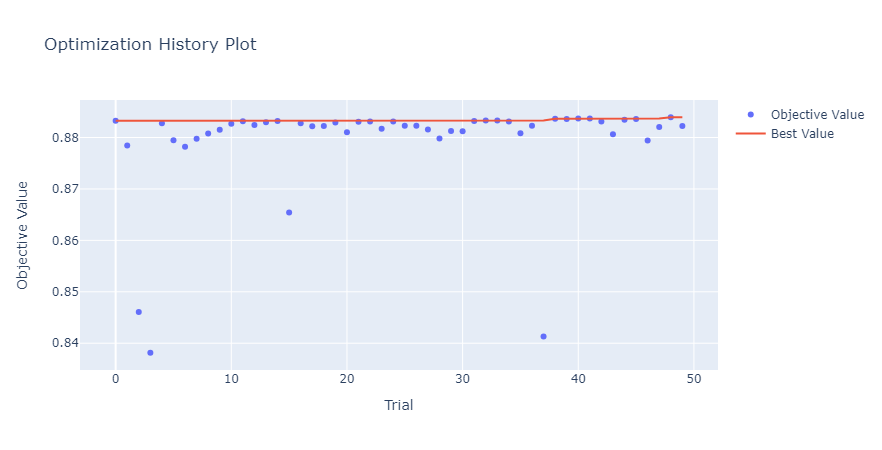 Optimization History Plot
Objective Value
Best Value
0.88
0.87
0.86
0.85
0.84
Objective Value
0 10 20 30 40 50
Trial